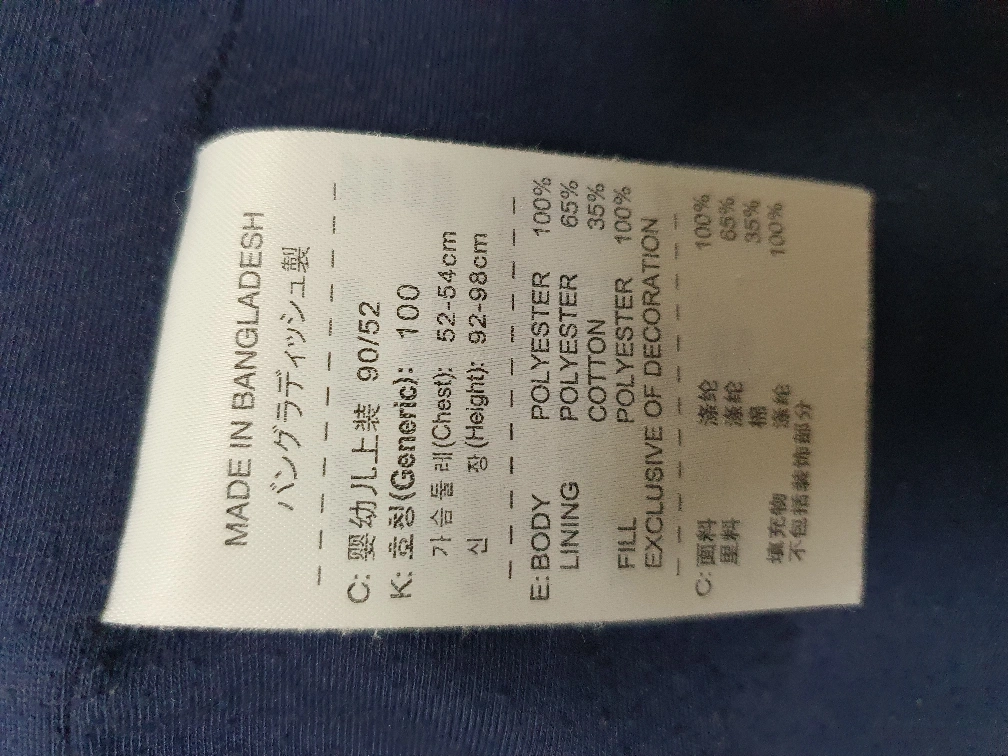 MADE IN BANGLADESH
バングラディッシュ製
C: 婴幼儿上装 90/52
K: 호칭(Generic): 100
가슴둘레(Chest): 52-54cm
신 장(Height): 92-98cm
E:BODY POLYESTER 100%
LINING POLYESTER 65%
COTTON 35%
FILL POLYESTER 100%
EXCLUSIVE OF DECORATION
C:面料 涤纶 100%
里料 涤纶 65%
棉 35%
填充物 涤纶 100%
不包括装饰部分